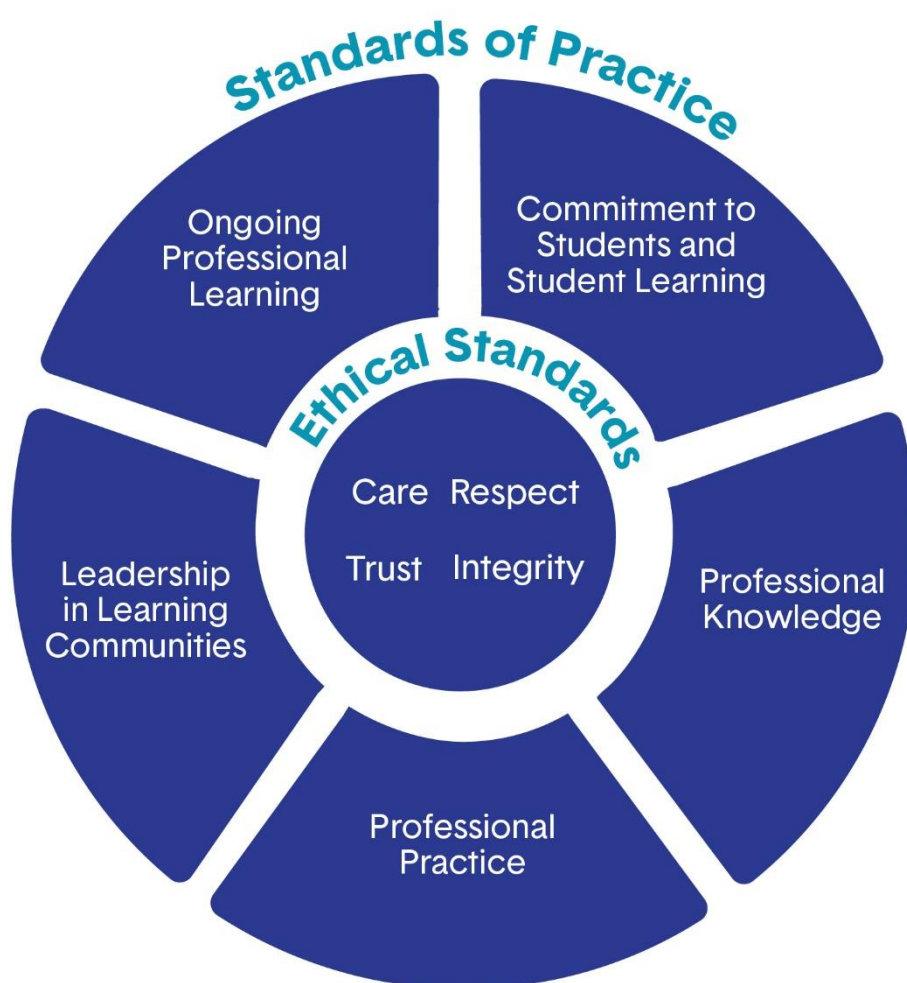 Standards of Practice
Ongoing
Professional
Learning
Commitment to
Students and
Student Learning
Ethical Standards
Care Respect
Trust Integrity
Leadership
in Learning
Communities
Professional
Knowledge
Professional
Practice